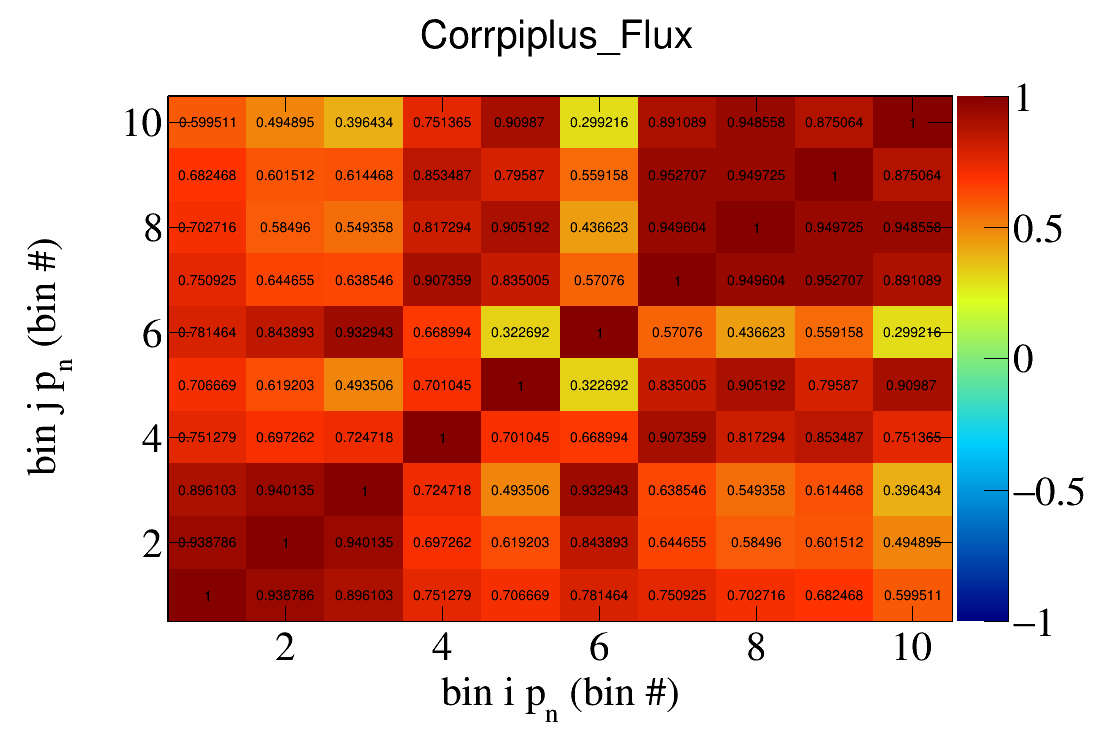 Corrpiplus_Flux
10 0.599511 0.494895 0.396434 0.751365 0.90987 0.299216 0.891089 0.948558 0.875064 1
0.682468 0.601512 0.614468 0.853487 0.79587 0.559158 0.952707 0.949725 1 0.875064
8 0.702716 0.58496 0.549358 0.817294 0.905192 0.436623 0.949604 1 0.949725 0.948558
0.750925 0.644655 0.638546 0.907359 0.835005 0.57076 1 0.949604 0.952707 0.891089
6 0.781464 0.843893 0.932943 0.668994 0.322692 1 0.57076 0.436623 0.559158 0.299216
0.706669 0.619203 0.493506 0.701045 1 0.322692 0.835005 0.905192 0.79587 0.90987
4 0.751279 0.697262 0.724718 1 0.701045 0.668994 0.907359 0.817294 0.853487 0.751365
0.896103 0.940135 1 0.724718 0.493506 0.932943 0.638546 0.549358 0.614468 0.396434
2 0.938786 1 0.940135 0.697262 0.619203 0.843893 0.644655 0.58496 0.601512 0.494895
1 0.938786 0.896103 0.751279 0.706669 0.781464 0.750925 0.702716 0.682468 0.599511
2 4 6 8 10
bin i pn (bin #)
bin j pn (bin #)
1
0.5
0
−0.5
−1